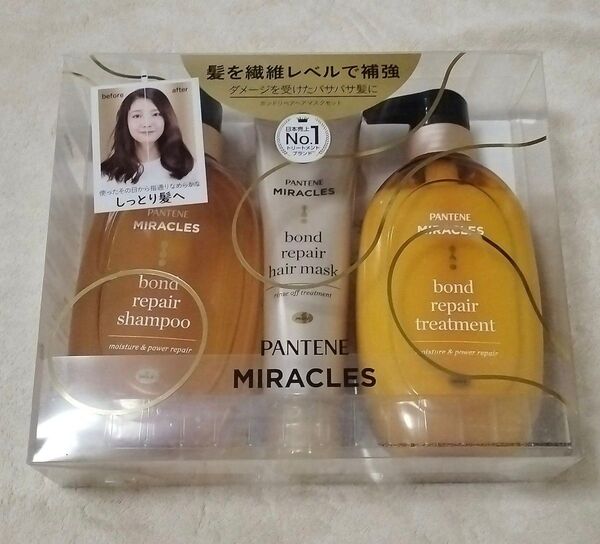 髪を繊維レベルで補強
ダメージを受けたパサパサ髪に
ボンドリペアヘアマスクセット
before
after
使ったその日から指通りなめらかな
しっとり髪へ
日本売上
No.1
トリートメント
ブランド
PANTENE
MIRACLES
bond
repair
shampoo
moisture & power repair
PANTENE
MIRACLES
bond
repair
hair mask
rinse off treatment
PANTENE
MIRACLES
bond
repair
treatment
moisture & power repair
PANTENE
MIRACLES